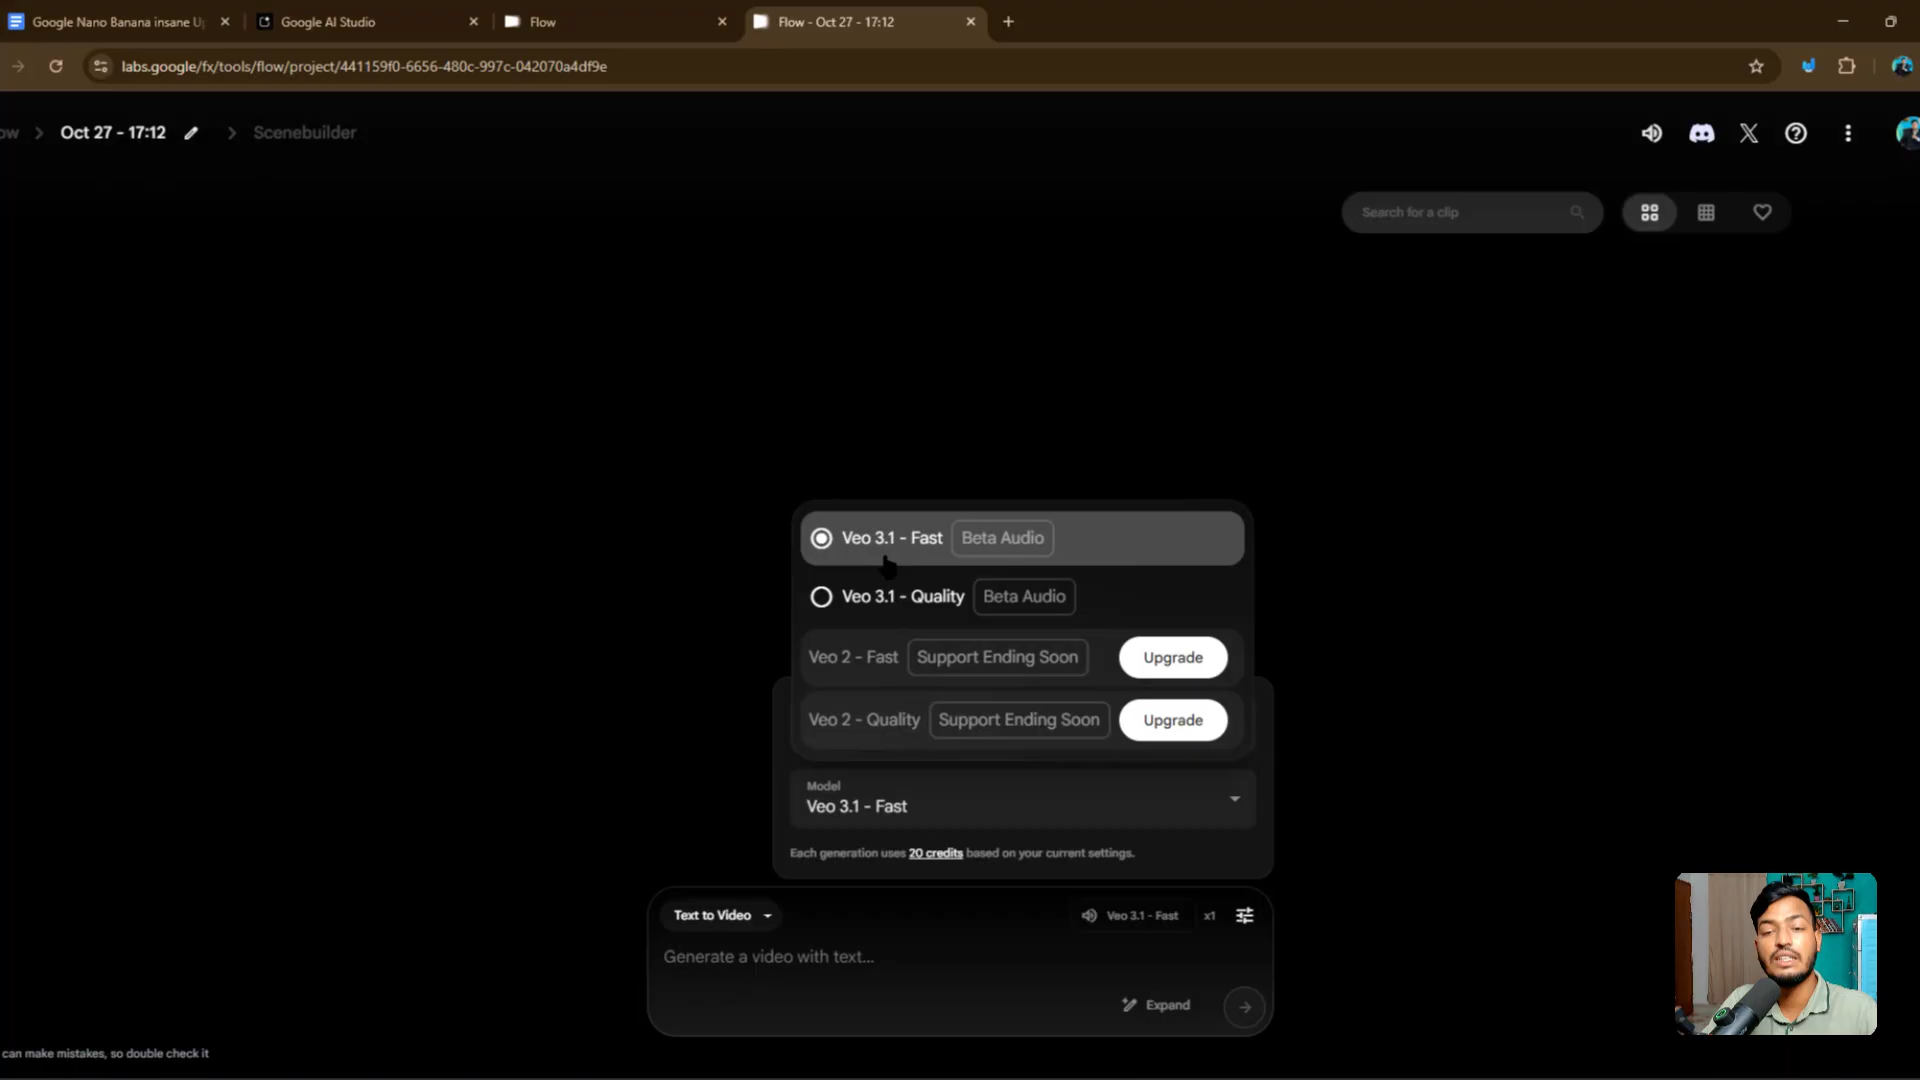 Google Nano Banana insane U
Google AI Studio
Flow
Flow - Oct 27 - 17:12
labs.google/fx/tools/flow/project/441159f0-6656-480c-997c-042070a4df9e
ow
Oct 27 - 17:12
Scenebuilder
Search for a clip
Veo 3.1 - Fast Beta Audio
Veo 3.1 - Quality Beta Audio
Veo 2 - Fast Support Ending Soon Upgrade
Veo 2 - Quality Support Ending Soon Upgrade
Model
Veo 3.1 - Fast
Each generation uses 20 credits based on your current settings.
Text to Video
Veo 3.1 - Fast x1
Generate a video with text...
Expand
can make mistakes, so double check it